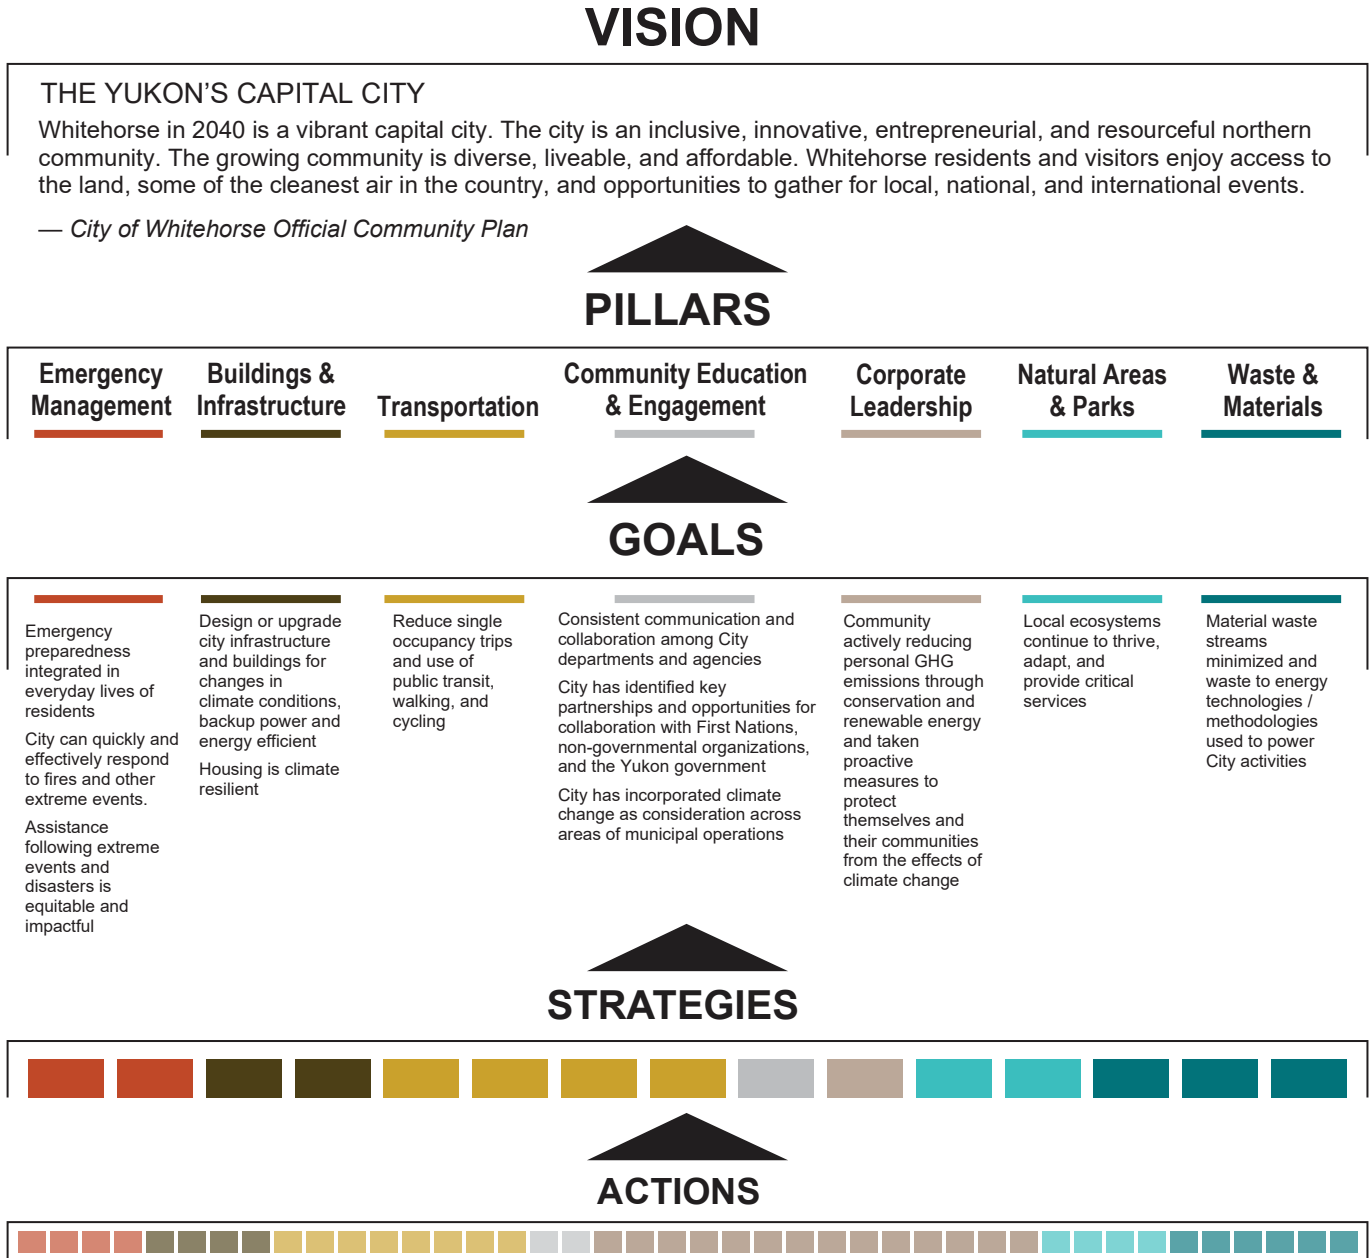 VISION
THE YUKON'S CAPITAL CITY
Whitehorse in 2040 is a vibrant capital city. The city is an inclusive, innovative, entrepreneurial, and resourceful northern
community. The growing community is diverse, liveable, and affordable. Whitehorse residents and visitors enjoy access to
the land, some of the cleanest air in the country, and opportunities to gather for local, national, and international events.
— City of Whitehorse Official Community Plan
PILLARS
Emergency
Management
Buildings &
Infrastructure
Transportation
Community Education
& Engagement
Corporate
Leadership
Natural Areas
& Parks
Waste &
Materials
GOALS
Emergency
preparedness
integrated in
everyday lives of
residents
City can quickly and
effectively respond
to fires and other
extreme events.
Assistance
following extreme
events and
disasters is
equitable and
impactful
Design or upgrade
city infrastructure
and buildings for
changes in
climate conditions,
backup power and
energy efficient
Housing is climate
resilient
Reduce single
occupancy trips
and use of
public transit,
walking, and
cycling
Consistent communication and
collaboration among City
departments and agencies
City has identified key
partnerships and opportunities for
collaboration with First Nations,
non-governmental organizations,
and the Yukon government
City has incorporated climate
change as consideration across
areas of municipal operations
Community
actively reducing
personal GHG
emissions through
conservation and
renewable energy
and taken
proactive
measures to
protect
themselves and
their communities
from the effects of
climate change
Local ecosystems
continue to thrive,
adapt, and
provide critical
services
Material waste
streams
minimized and
waste to energy
technologies /
methodologies
used to power
City activities
STRATEGIES
ACTIONS